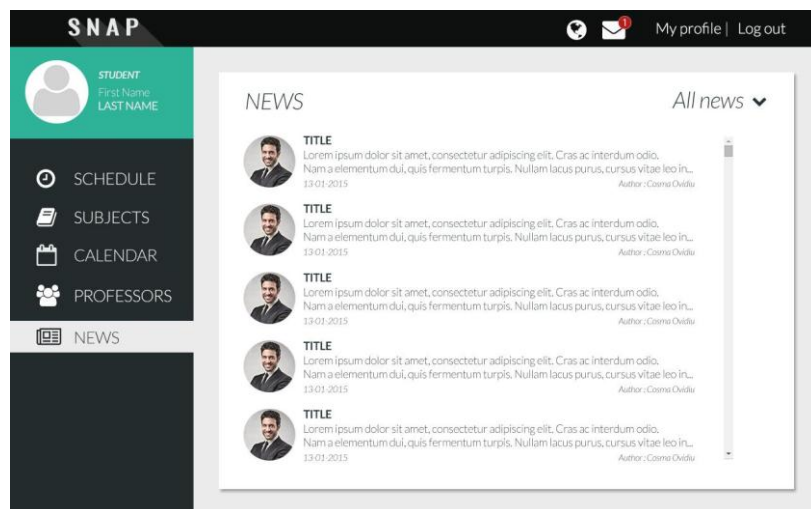 SNAP
1
My profile | Log out
STUDENT
First Name
LAST NAME
SCHEDULE
SUBJECTS
CALENDAR
PROFESSORS
NEWS
NEWS
All news
TITLE
Lorem ipsum dolor sit amet, consectetur adipiscing elit. Cras ac interdum odio.
Nam a elementum dui, quis fermentum turpis. Nullam lacus purus, cursus vitae leo in...
13-01-2015 Author : Cosma Ovidiu
TITLE
Lorem ipsum dolor sit amet, consectetur adipiscing elit. Cras ac interdum odio.
Nam a elementum dui, quis fermentum turpis. Nullam lacus purus, cursus vitae leo in...
13-01-2015 Author : Cosma Ovidiu
TITLE
Lorem ipsum dolor sit amet, consectetur adipiscing elit. Cras ac interdum odio.
Nam a elementum dui, quis fermentum turpis. Nullam lacus purus, cursus vitae leo in...
13-01-2015 Author : Cosma Ovidiu
TITLE
Lorem ipsum dolor sit amet, consectetur adipiscing elit. Cras ac interdum odio.
Nam a elementum dui, quis fermentum turpis. Nullam lacus purus, cursus vitae leo in...
13-01-2015 Author : Cosma Ovidiu
TITLE
Lorem ipsum dolor sit amet, consectetur adipiscing elit. Cras ac interdum odio.
Nam a elementum dui, quis fermentum turpis. Nullam lacus purus, cursus vitae leo in...
13-01-2015 Author : Cosma Ovidiu